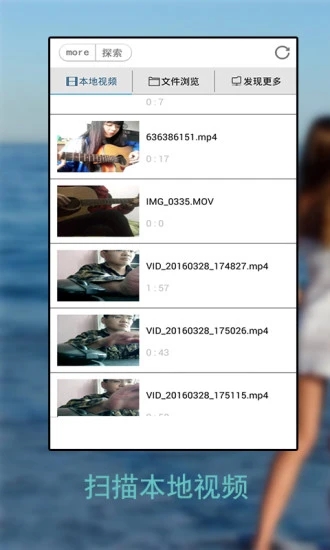 more 探索
本地视频 文件浏览 发现更多
0 : 7
636386151.mp4
0 : 17
IMG_0335.MOV
0 : 0
VID_20160328_174827.mp4
1 : 57
VID_20160328_175026.mp4
0 : 43
VID_20160328_175115.mp4
扫描本地视频